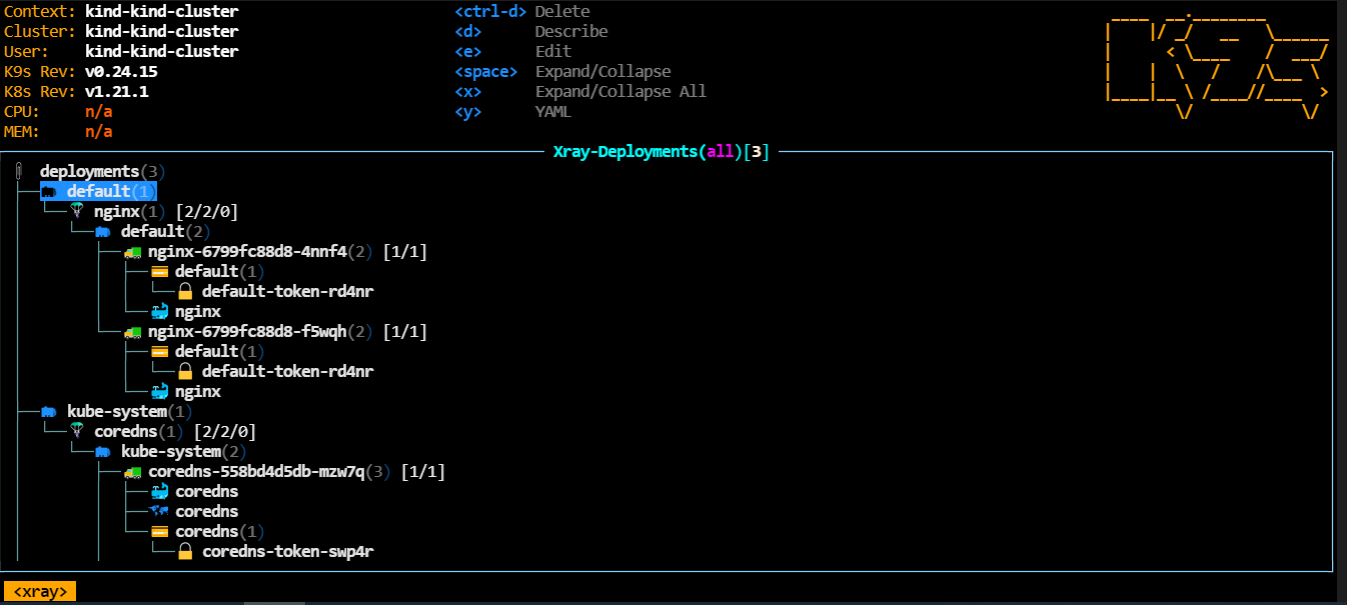 Context: kind-kind-cluster <ctrl-d> Delete
Cluster: kind-kind-cluster <d> Describe
User: kind-kind-cluster <e> Edit
K9s Rev: v0.24.15 <space> Expand/Collapse
K8s Rev: v1.21.1 <x> Expand/Collapse All
CPU: n/a <y> YAML
MEM: n/a
K9s
Xray-Deployments(all)[3]
deployments(3)
default(1)
nginx(1) [2/2/0]
default(2)
nginx-6799fc88d8-4nnf4(2) [1/1]
default(1)
default-token-rd4nr
nginx
nginx-6799fc88d8-f5wqh(2) [1/1]
default(1)
default-token-rd4nr
nginx
kube-system(1)
coredns(1) [2/2/0]
kube-system(2)
coredns-558bd4d5db-mzw7q(3) [1/1]
coredns
coredns
coredns(1)
coredns-token-swp4r
<xray>